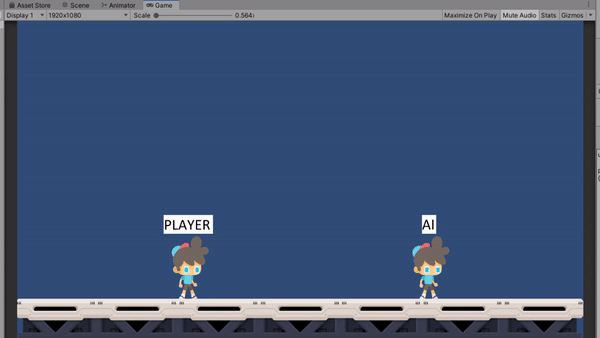 Asset Store Scene Animator Game
Display 1 1920x1080 Scale 0.564x Maximize On Play Mute Audio Stats Gizmos
PLAYER AI